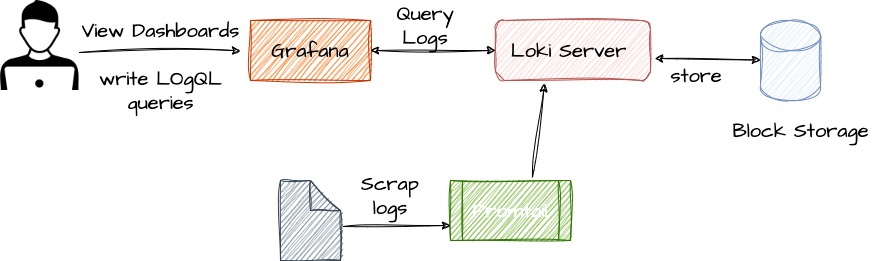 View Dashboards
write LOgQL
queries
Grafana
Query
Logs
Loki Server
store
Block Storage
Scrap
logs
Promtail